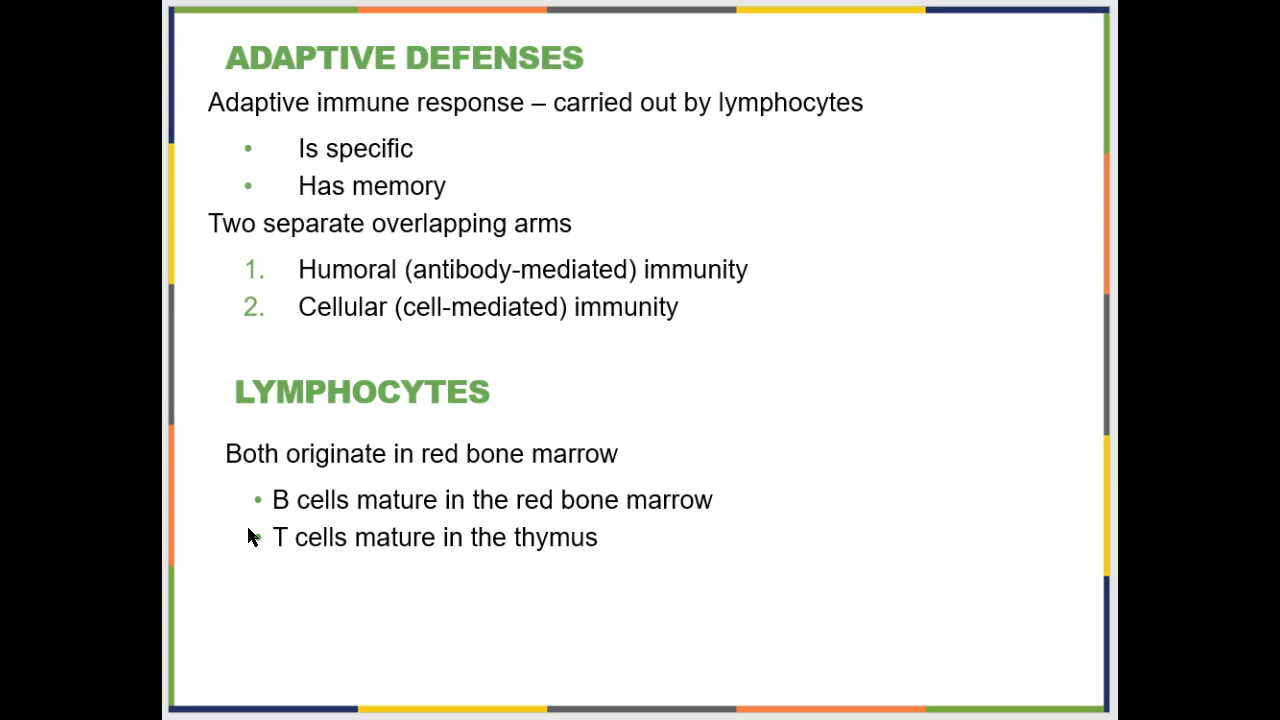 ADAPTIVE DEFENSES
Adaptive immune response – carried out by lymphocytes
• Is specific
• Has memory
Two separate overlapping arms
1. Humoral (antibody-mediated) immunity
2. Cellular (cell-mediated) immunity
LYMPHOCYTES
Both originate in red bone marrow
• B cells mature in the red bone marrow
• T cells mature in the thymus